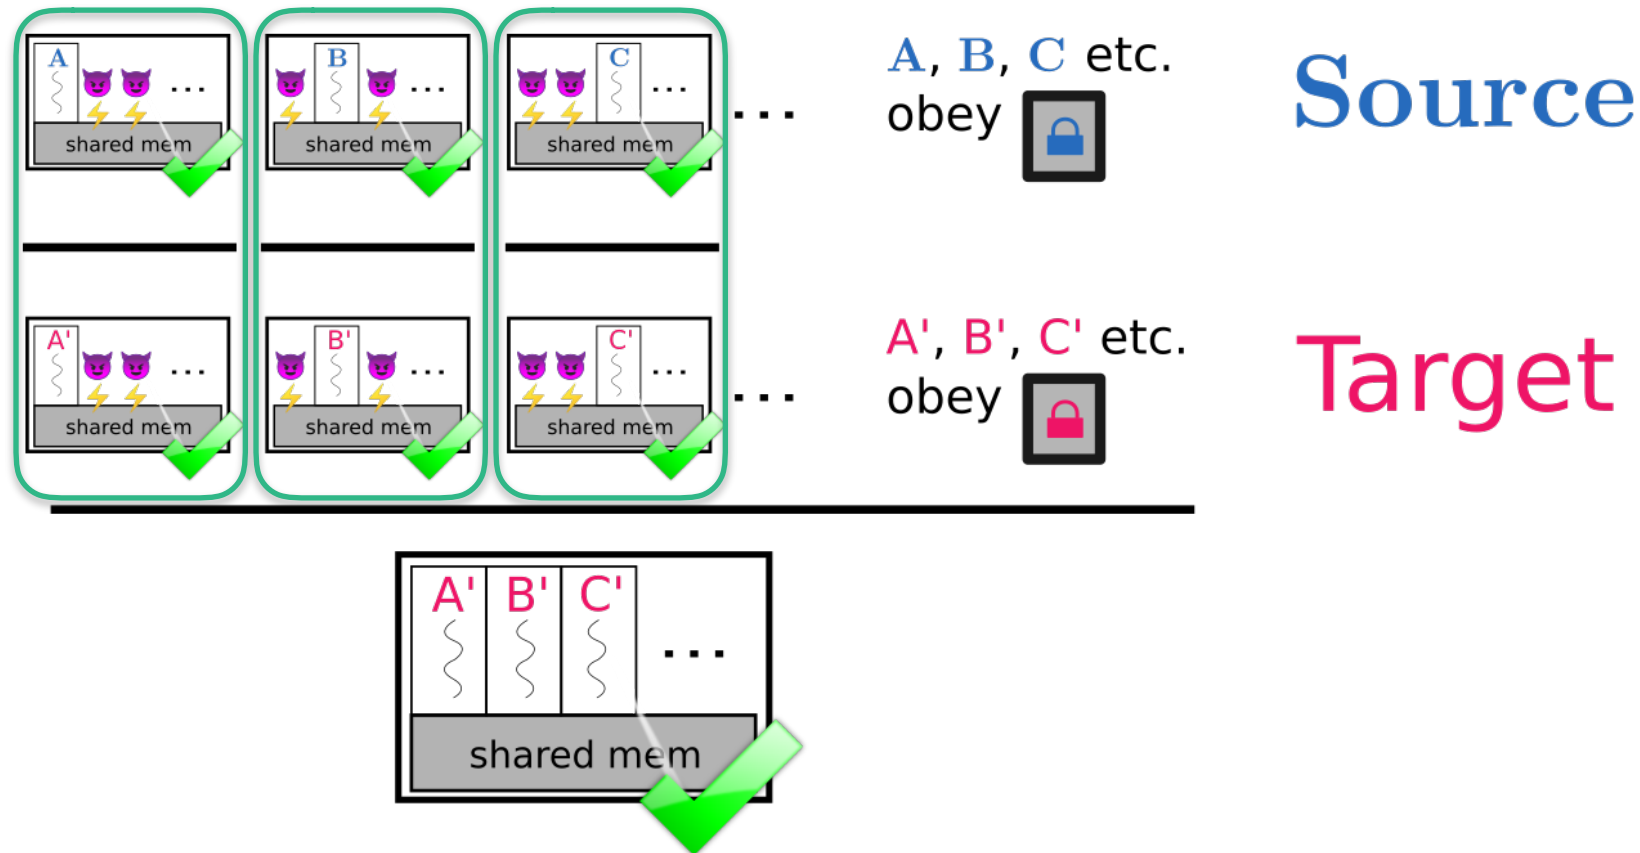 A B C
... ... ...
shared mem shared mem shared mem
...
A, B, C etc.
obey
Source
A' B' C'
... ... ...
shared mem shared mem shared mem
...
A', B', C' etc.
obey
Target
A' B' C'
...
shared mem